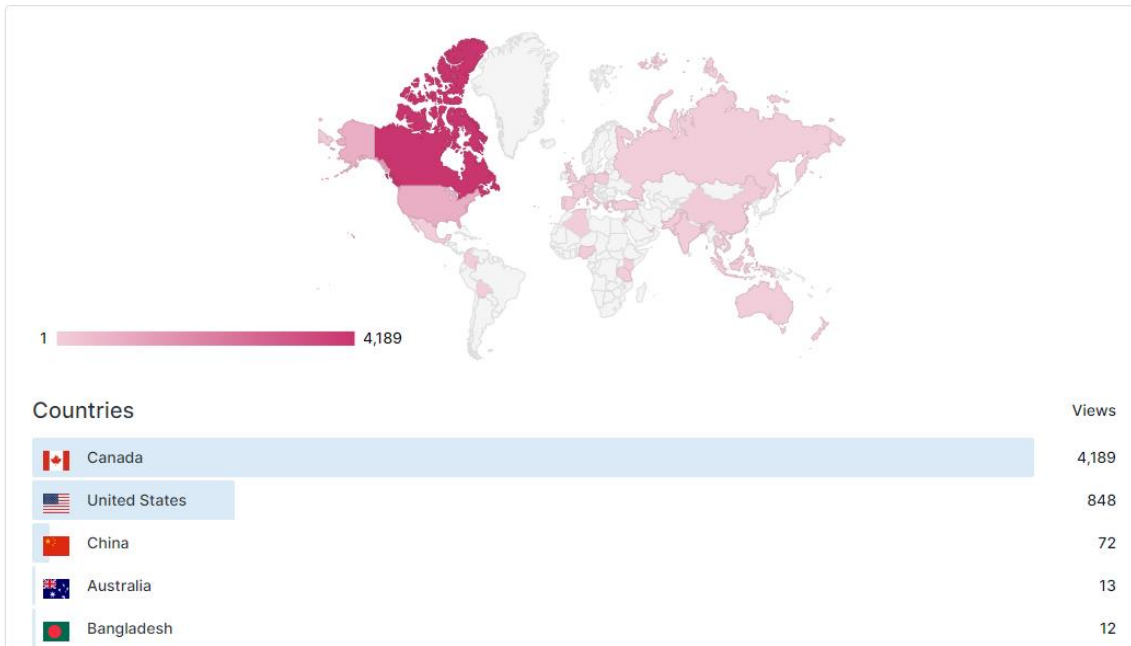 1 4,189
Countries Views
Canada 4,189
United States 848
China 72
Australia 13
Bangladesh 12